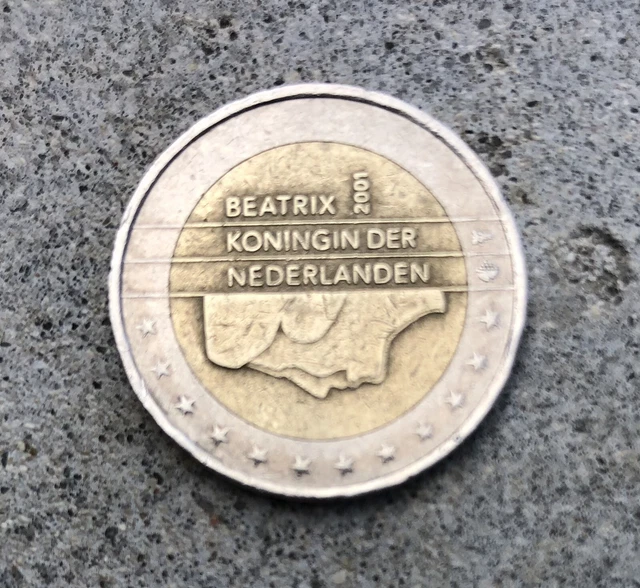 BEATRIX 2001
KONINGIN DER
NEDERLANDEN